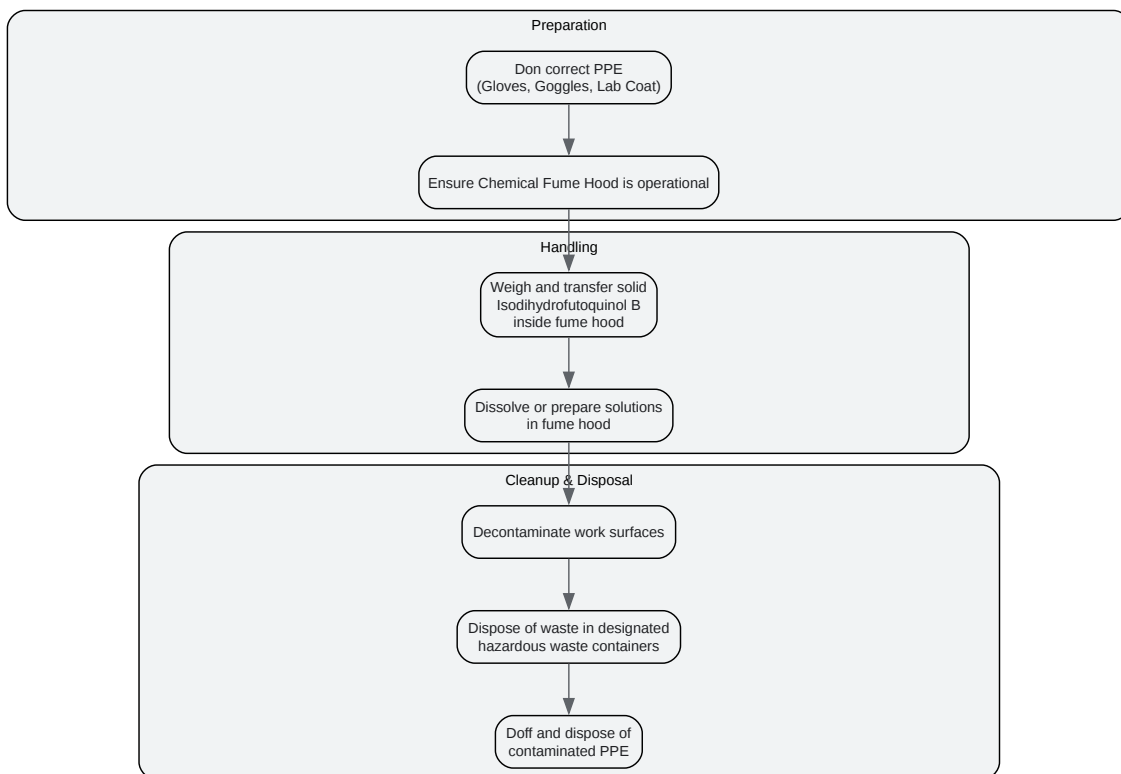 Preparation
Don correct PPE
(Gloves, Goggles, Lab Coat)
Ensure Chemical Fume Hood is operational
Handling
Weigh and transfer solid
Isodihydrofutoquinol B
inside fume hood
Dissolve or prepare solutions
in fume hood
Cleanup & Disposal
Decontaminate work surfaces
Dispose of waste in designated
hazardous waste containers
Doff and dispose of
contaminated PPE